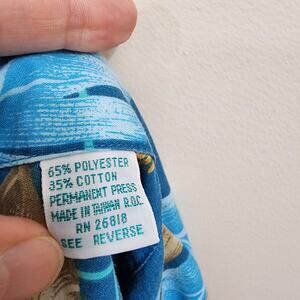 65% POLYESTER
35% COTTON
PERMANENT PRESS
MADE IN TAIWAN R.O.C.
RN 26818
SEE REVERSE